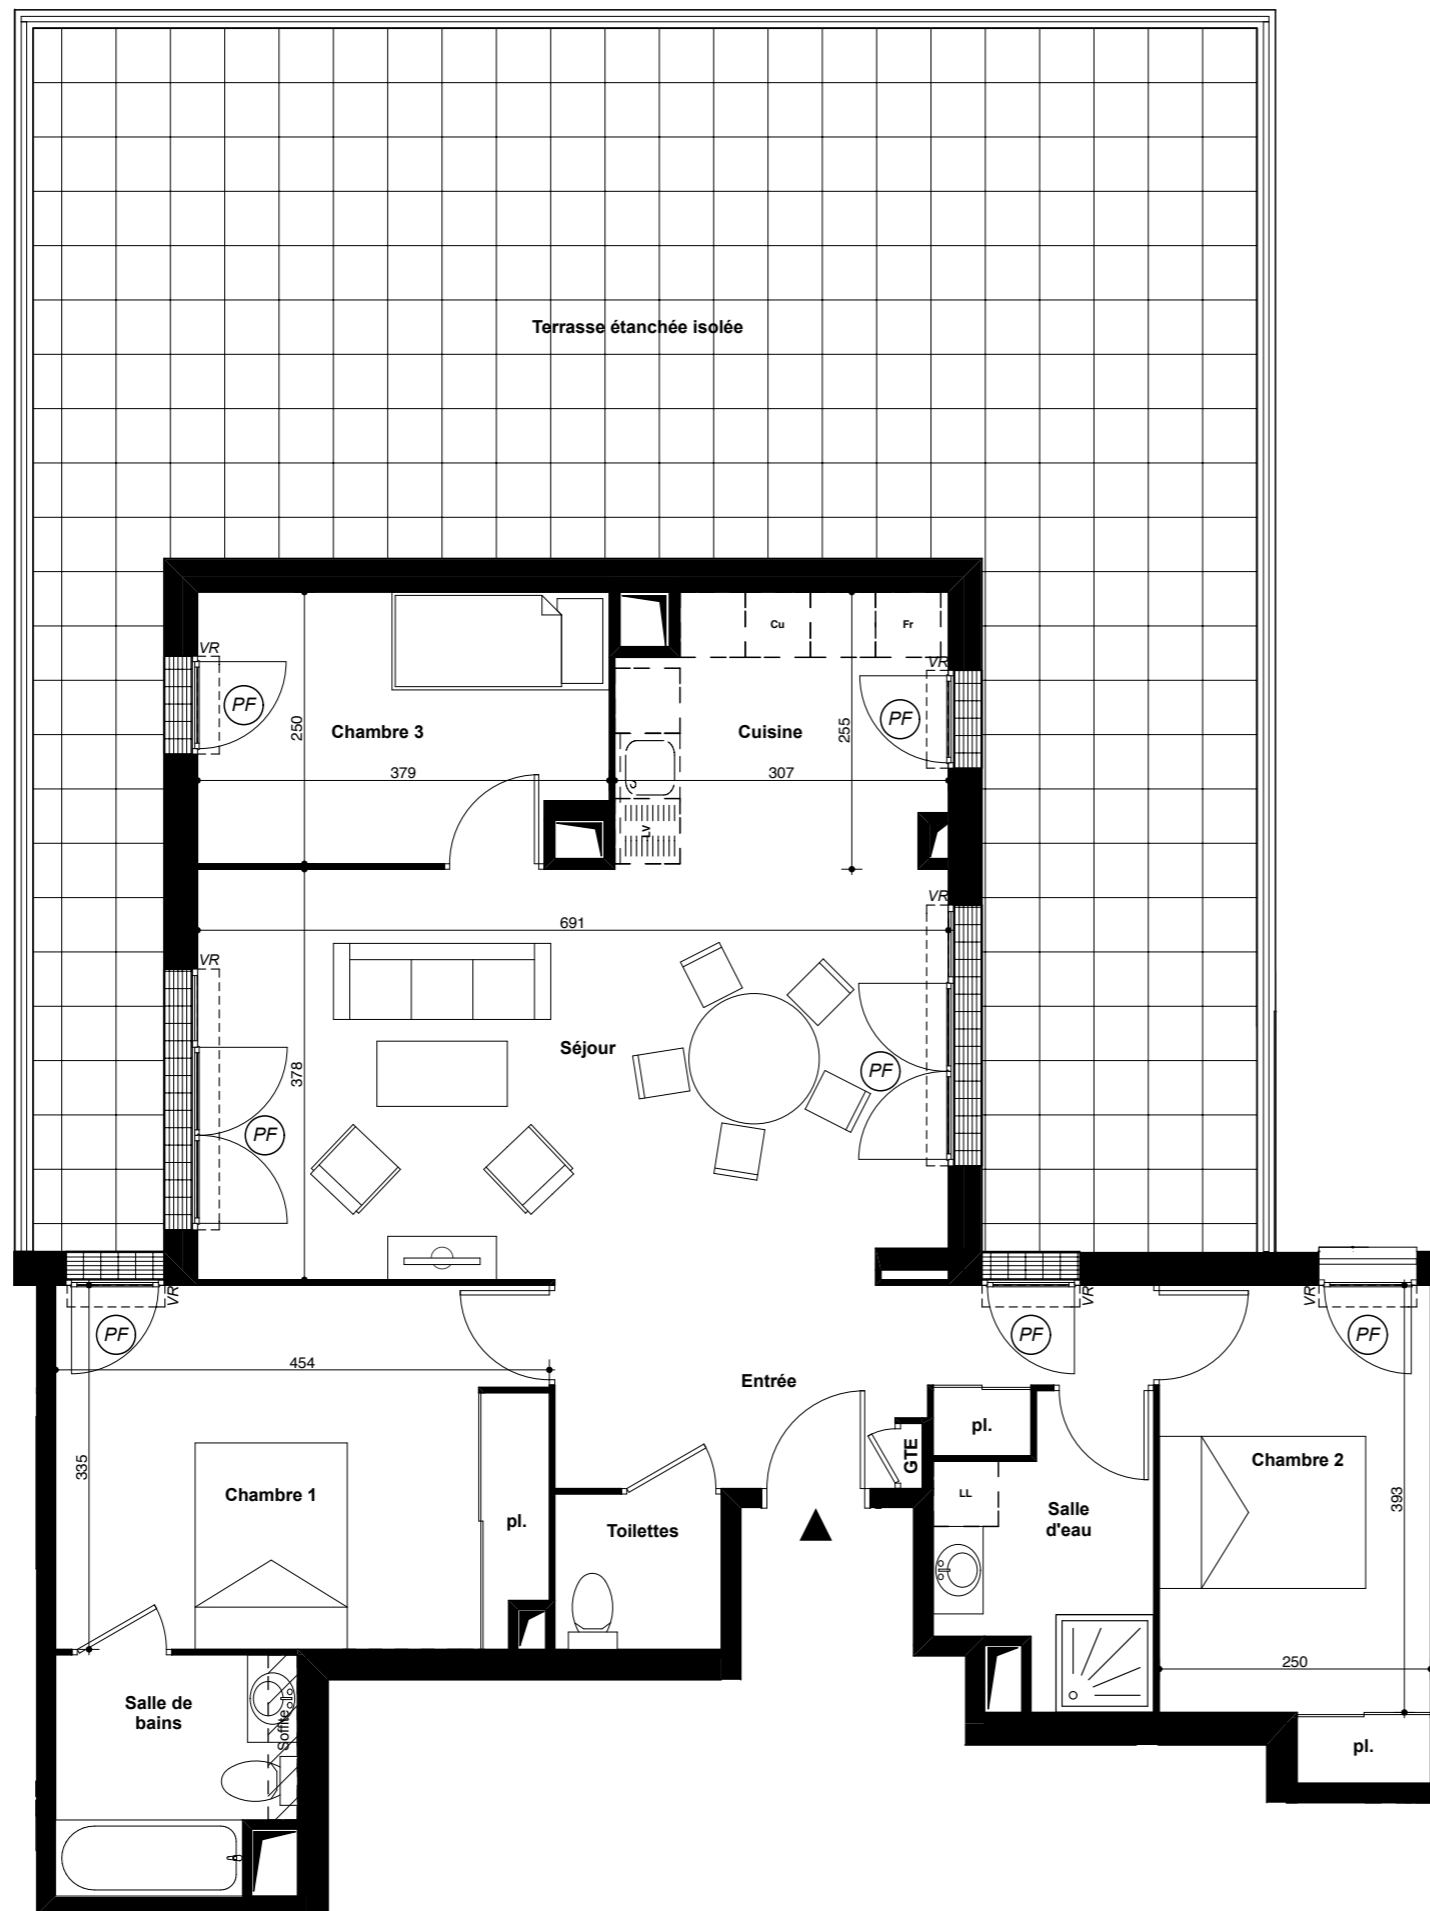 Terrasse étanchée isolée
Cu
Fr
VR
VR
PF
PF
250
Chambre 3
Cuisine
255
379
307
LV
VR
691
VR
Séjour
378
PF
PF
VR
VR
VR
PF
PF
PF
454
Entrée
pl.
GTE
335
Chambre 1
Chambre 2
LL
393
pl.
Toilettes
Salle
d'eau
250
Salle de
bains
Soffite
pl.